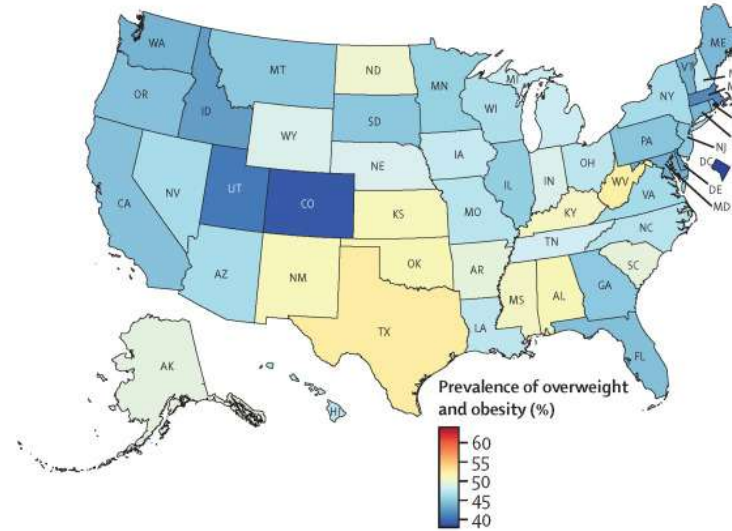 WA
MT
ND
MN
MI
ME
VT
OR
ID
SD
WI
NY
WY
IA
PA
NJ
NE
OH
DC
NV
UT
CO
IL
IN
WV
DE
CA
KS
MO
KY
VA
MD
NC
TN
AZ
NM
OK
AR
SC
MS
AL
GA
TX
LA
AK
FL
HI
Prevalence of overweight
and obesity (%)
60
55
50
45
40